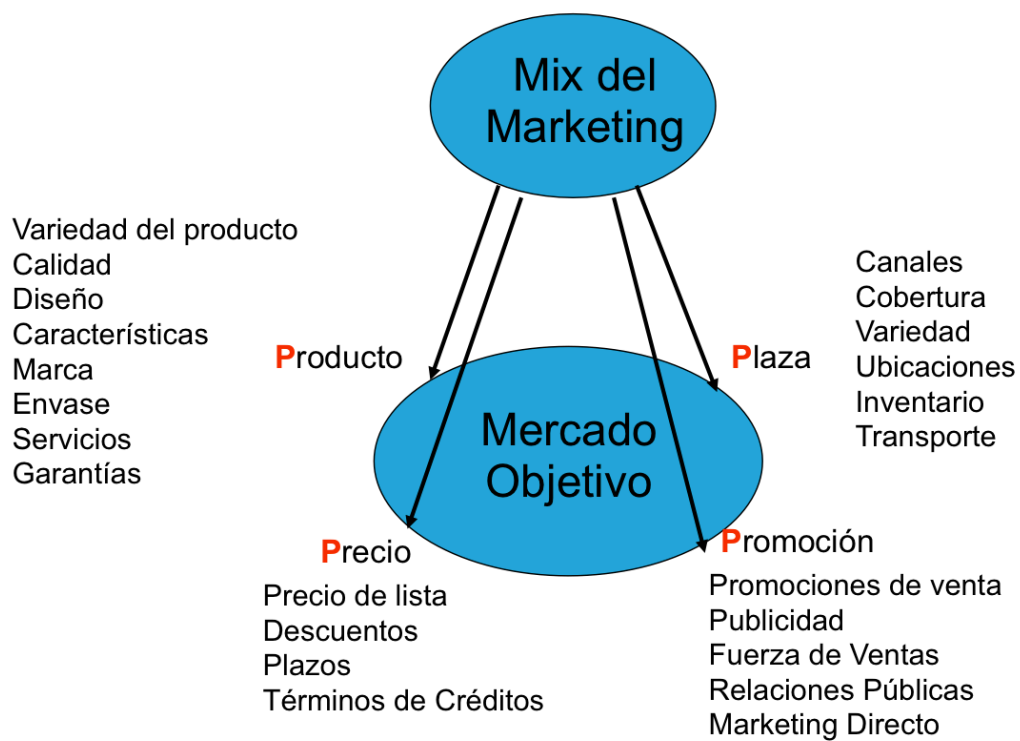 Mix del
Marketing
Variedad del producto
Calidad
Diseño
Características
Marca
Envase
Servicios
Garantías
Producto
Plaza
Canales
Cobertura
Variedad
Ubicaciones
Inventario
Transporte
Mercado
Objetivo
Precio
Precio de lista
Descuentos
Plazos
Términos de Créditos
Promoción
Promociones de venta
Publicidad
Fuerza de Ventas
Relaciones Públicas
Marketing Directo